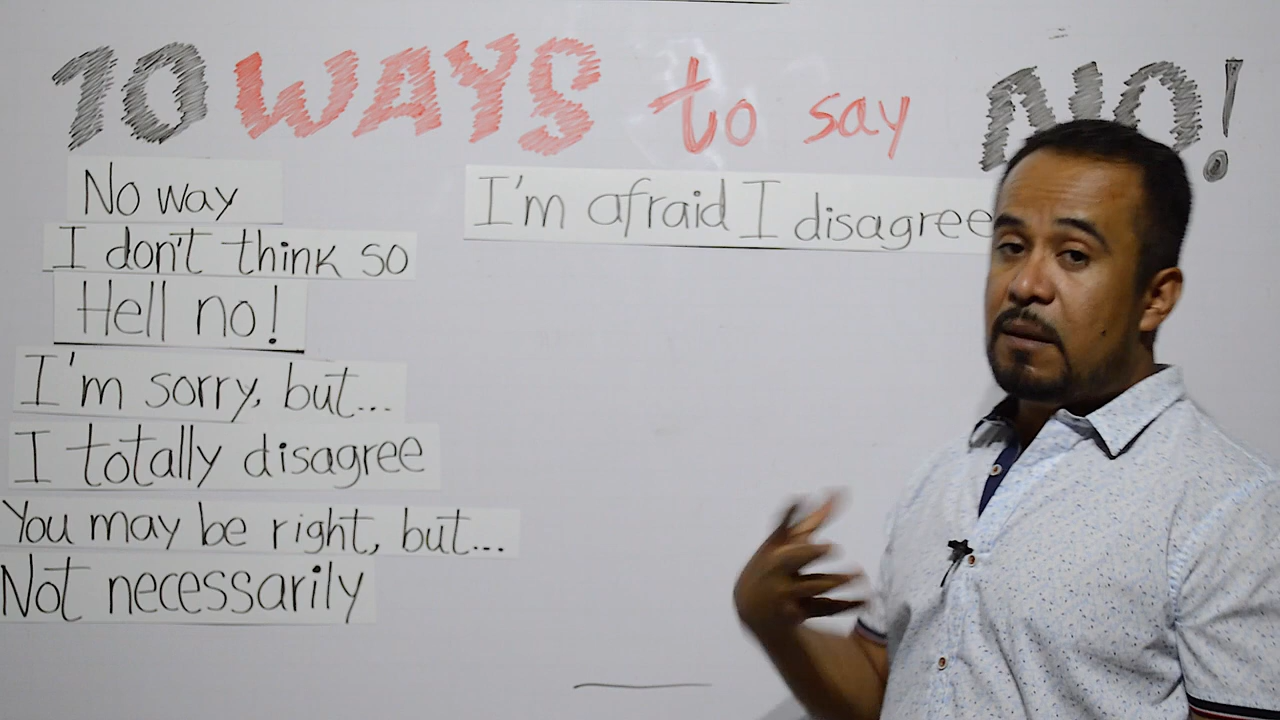 10 WAYS to say NO!
No way
I don't think so
Hell no!
I'm sorry, but...
I totally disagree
You may be right, but...
Not necessarily
I'm afraid I disagree